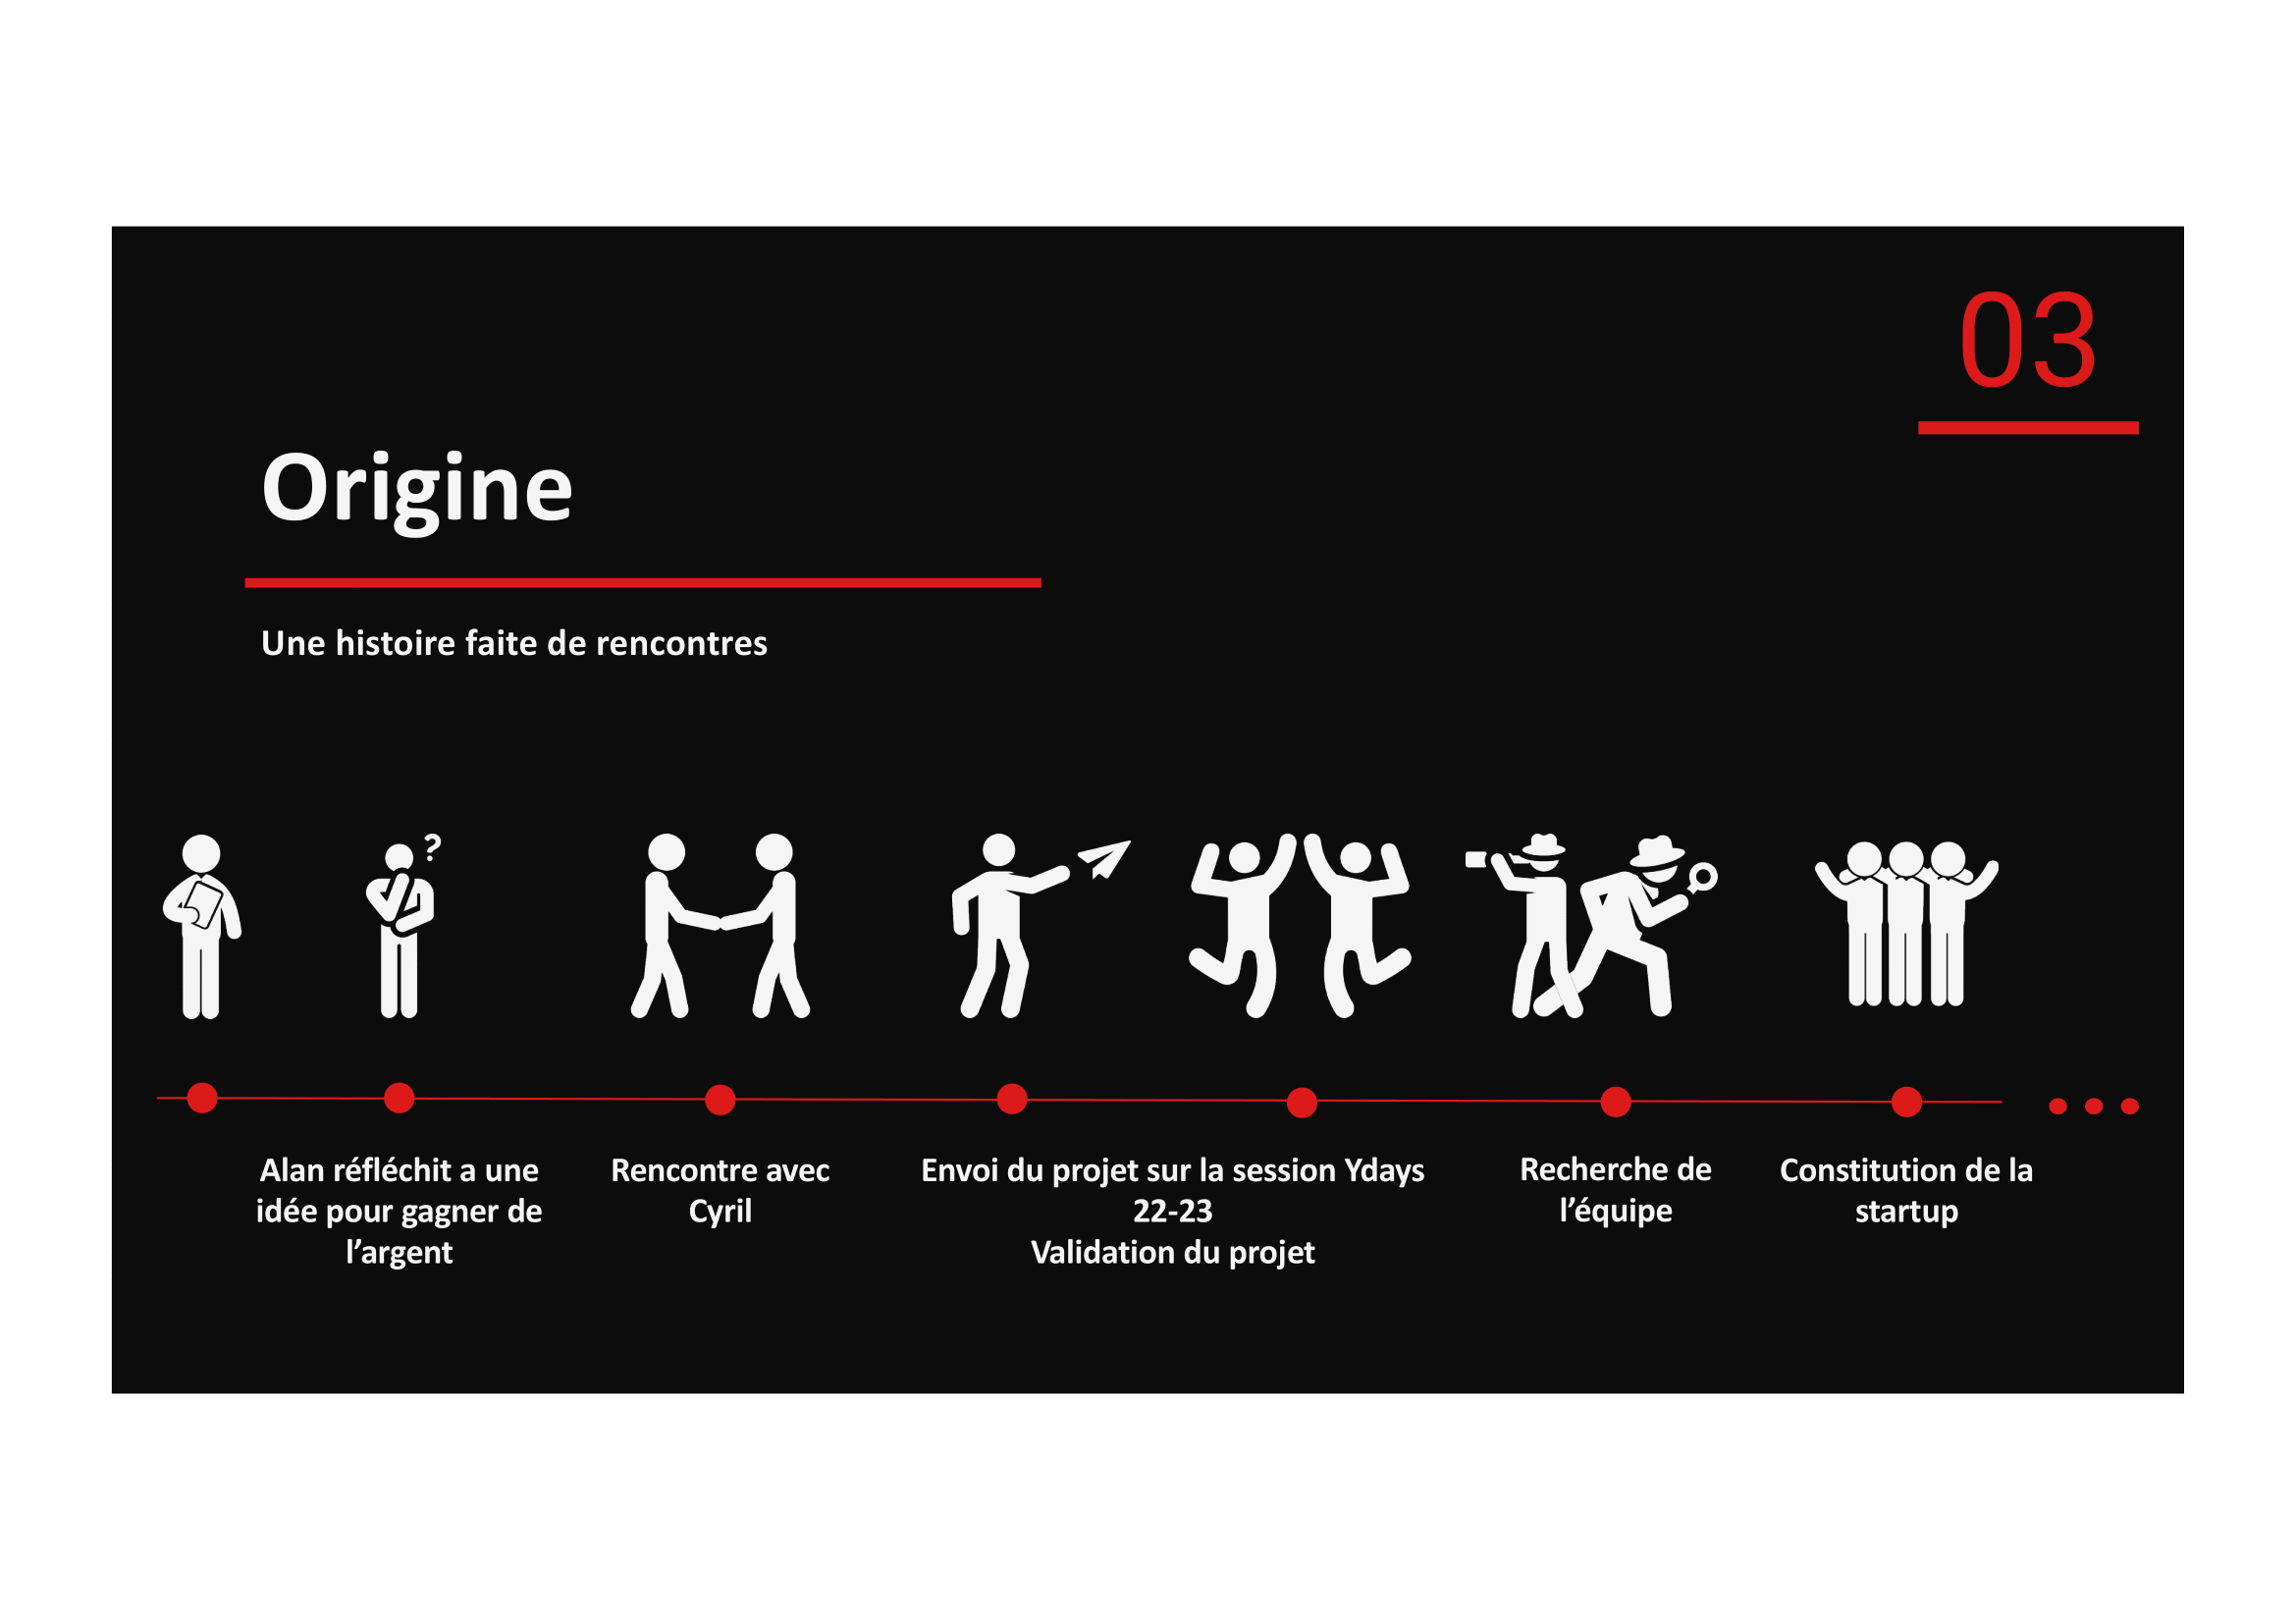 03
Origine
Une histoire faite de rencontres
?
Alan réfléchit a une
idée pour gagner de
l’argent
Rencontre avec
Cyril
Envoi du projet sur la session Ydays
22-23
Validation du projet
Recherche de
l’équipe
Constitution de la
startup